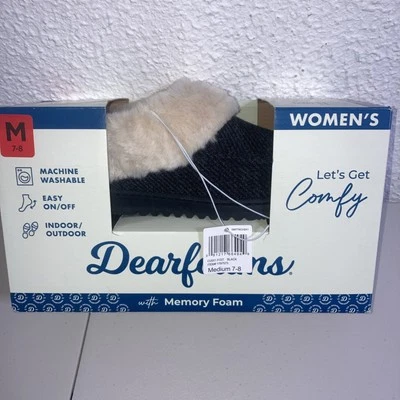 M
7-8
WOMEN'S
MACHINE
WASHABLE
EASY
ON/OFF
INDOOR/
OUTDOOR
Let's Get
Comfy
Medium 7-8
with Memory Foam